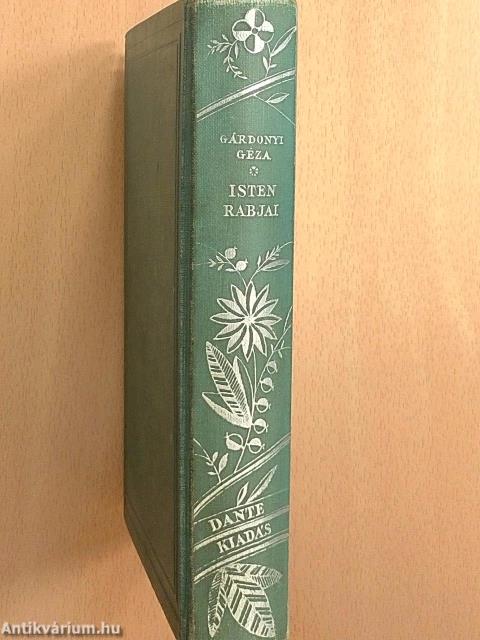 GÁRDONYI
GÉZA
ISTEN
RABJAI
DANTE
KIADÁS
Antikvárium.hu